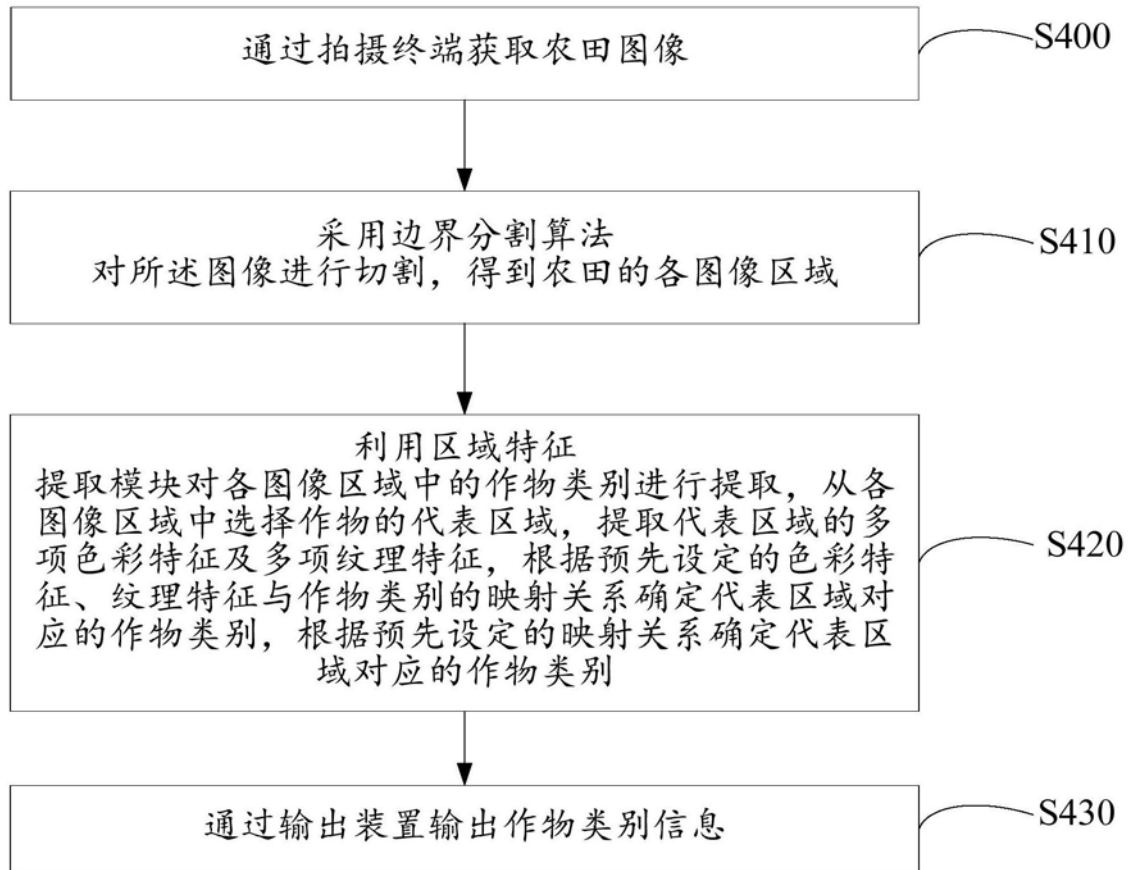 通过拍摄终端获取农田图像
S400
采用边界分割算法
对所述图像进行切割，得到农田的各图像区域
S410
利用区域特征
提取模块对各图像区域中的作物类别进行提取，从各
图像区域中选择作物的代表区域，提取代表区域的多
项色彩特征及多项纹理特征，根据预先设定的色彩特
征、纹理特征与作物类别的映射关系确定代表区域对
应的作物类别，根据预先设定的映射关系确定代表区
域对应的作物类别
S420
通过输出装置输出作物类别信息
S430